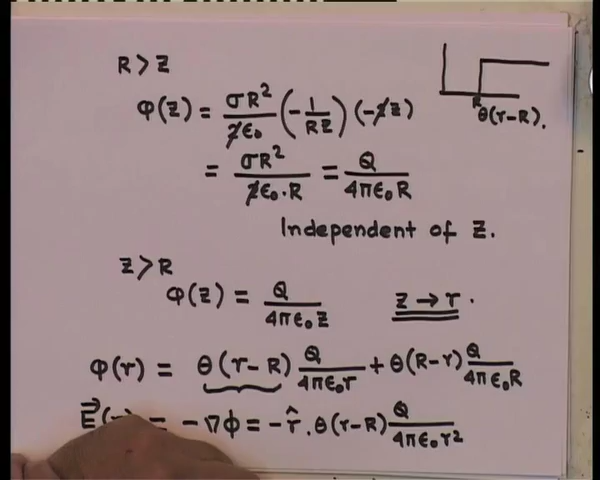 R > Z
R
θ(r-R).
φ(z) = σR² / 2ε₀ (- 1/RZ) (-2z)
= σR² / 2ε₀·R = Q / 4πε₀R
Independent of Z.
Z > R
φ(z) = Q / 4πε₀z    z → r.
φ(r) = θ(r-R) Q / 4πε₀r + θ(R-r) Q / 4πε₀R
= -∇φ = -r̂.θ(r-R) Q / 4πε₀r²